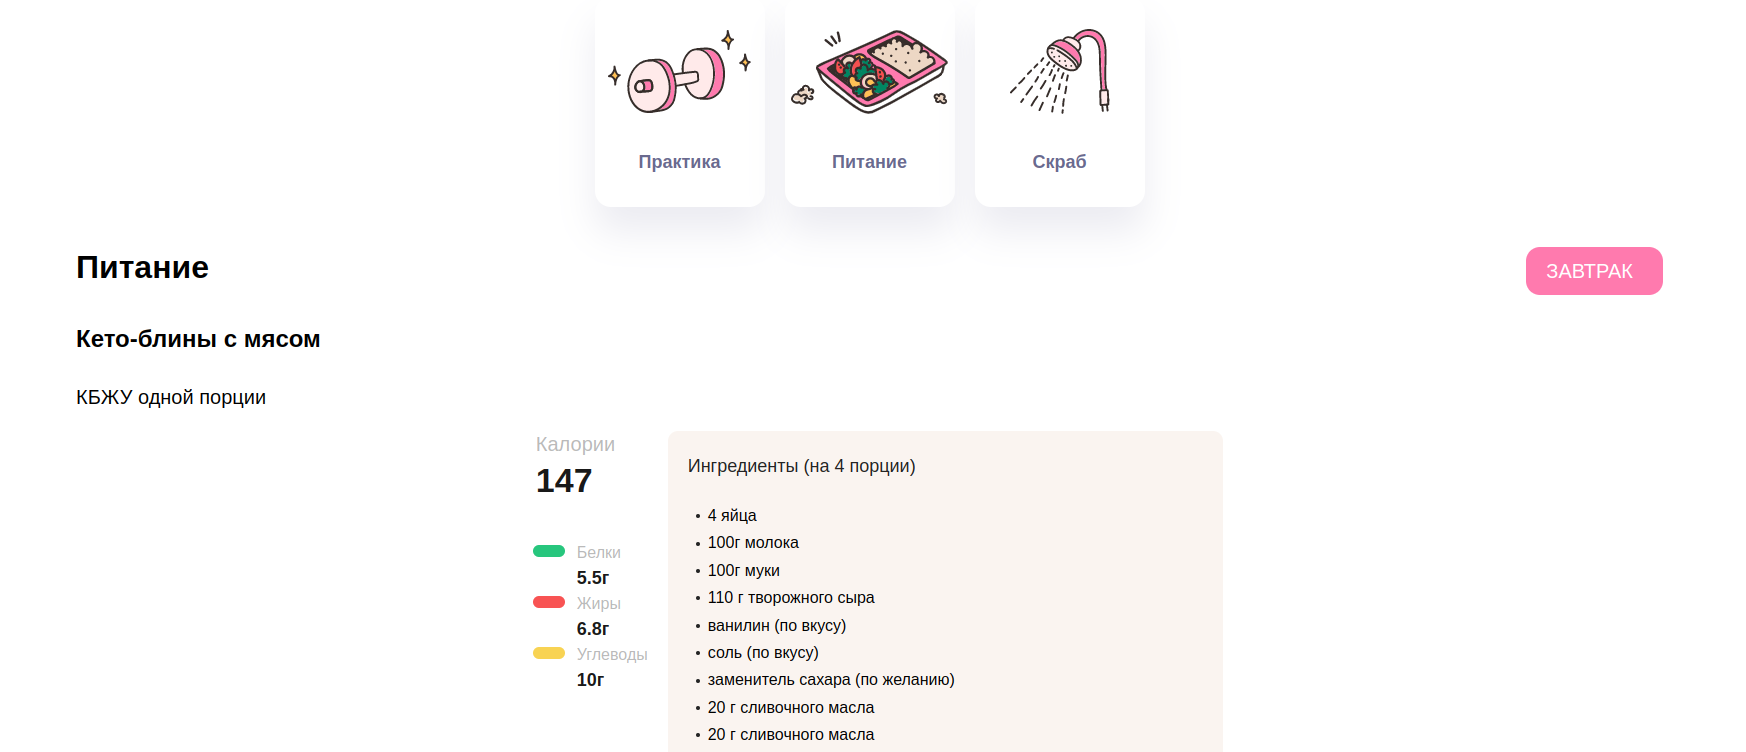 Практика
Питание
Скраб
Питание
ЗАВТРАК
Кето-блины с мясом
КБЖУ одной порции
Калории
147
Белки
5.5г
Жиры
6.8г
Углеводы
10г
Ингредиенты (на 4 порции)
• 4 яйца
• 100г молока
• 100г муки
• 110 г творожного сыра
• ванилин (по вкусу)
• соль (по вкусу)
• заменитель сахара (по желанию)
• 20 г сливочного масла
• 20 г сливочного масла